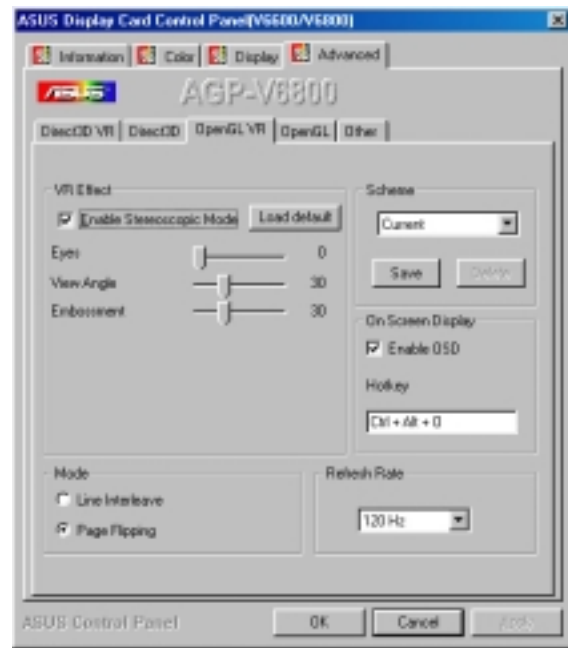 ASUS Display Card Control Panel(V6600/V6800)
Information Color Display Advanced
ASUS AGP-V6800
Direct3D VR Direct3D OpenGL VR OpenGL Other
VR Effect
Enable Stereoscopic Mode Load default
Eyes 0
View Angle 30
Embossment 30
Scheme
Current
Save Delete
On Screen Display
Enable OSD
Hotkey
Ctrl + Alt + O
Mode
Line Interleave
Page Flipping
Refresh Rate
120 Hz
ASUS Control Panel OK Cancel Apply